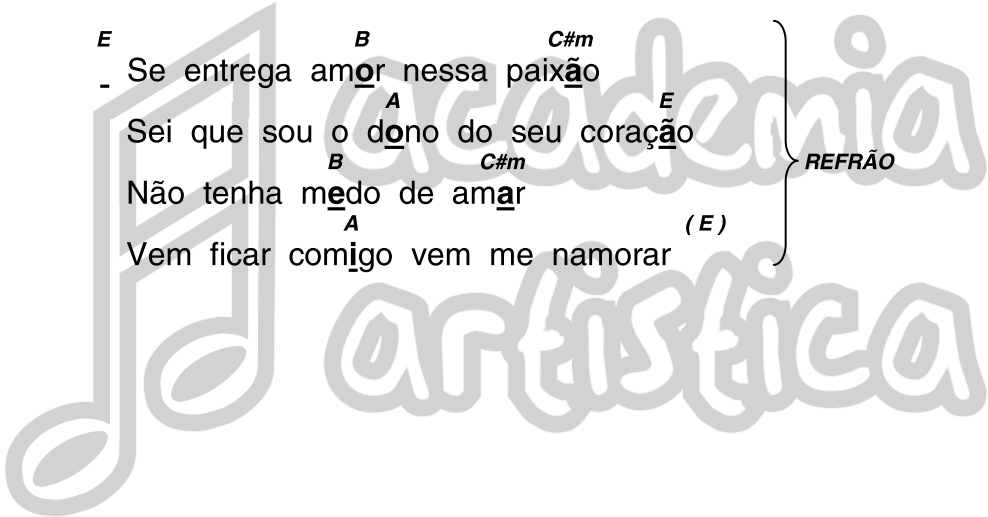 E B C#m
- Se entrega amor nessa paixão
A E
Sei que sou o dono do seu coração
REFRÃO
B C#m
Não tenha medo de amar
A ( E )
Vem ficar comigo vem me namorar
academia
artistica